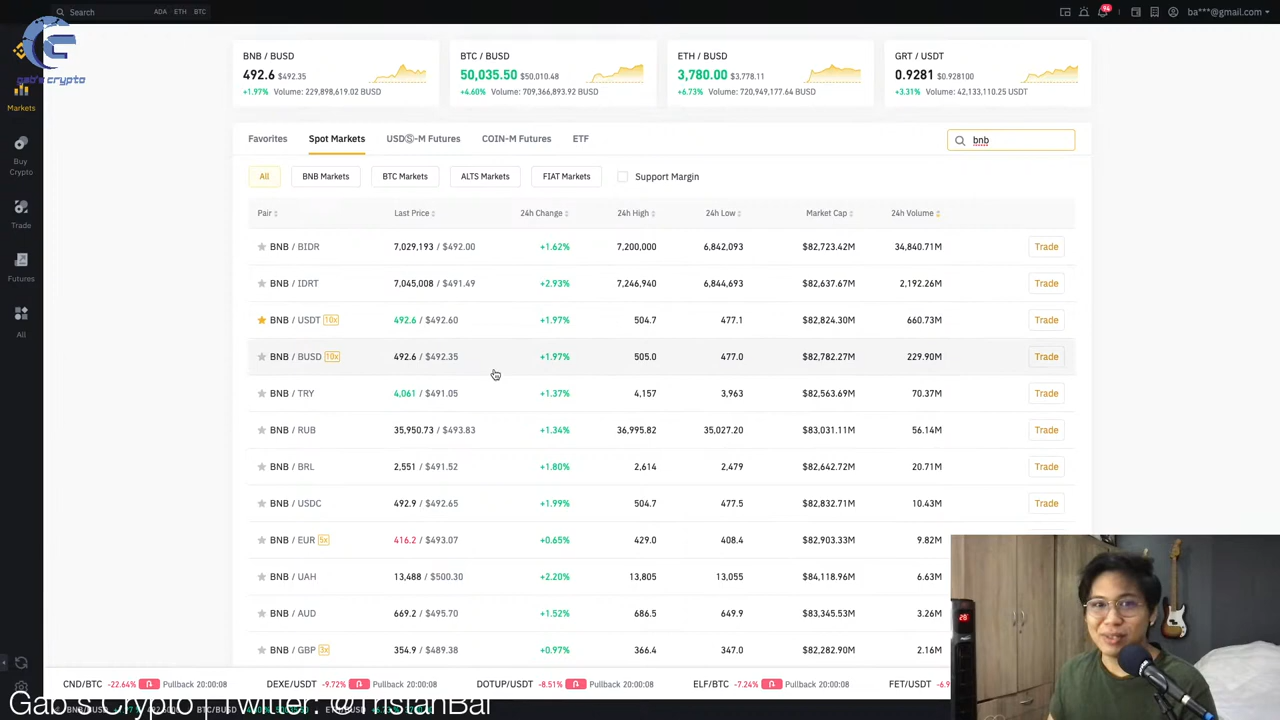 Search ADA · ETH · BTC
94
ba***@gmail.com
gab's crypto
BNB / BUSD
492.6 $492.35
+1.97% Volume: 229,898,619.02 BUSD
BTC / BUSD
50,035.50 $50,010.48
+4.60% Volume: 709,366,893.92 BUSD
ETH / BUSD
3,780.00 $3,778.11
+6.73% Volume: 720,949,177.64 BUSD
GRT / USDT
0.9281 $0.928100
+3.31% Volume: 42,133,110.25 USDT
Markets
Buy
Crypto
Trade
Futures
All
Favorites Spot Markets USDⓈ-M Futures COIN-M Futures ETF
bnb
All BNB Markets BTC Markets ALTS Markets FIAT Markets Support Margin
Pair Last Price 24h Change 24h High 24h Low Market Cap 24h Volume
BNB / BIDR 7,029,193 / $492.00 +1.62% 7,200,000 6,842,093 $82,723.42M 34,840.71M Trade
BNB / IDRT 7,045,008 / $491.49 +2.93% 7,246,940 6,844,693 $82,637.67M 2,192.26M Trade
BNB / USDT 10x 492.6 / $492.60 +1.97% 504.7 477.1 $82,824.30M 660.73M Trade
BNB / BUSD 10x 492.6 / $492.35 +1.97% 505.0 477.0 $82,782.27M 229.90M Trade
BNB / TRY 4,061 / $491.05 +1.37% 4,157 3,963 $82,563.69M 70.37M Trade
BNB / RUB 35,950.73 / $493.83 +1.34% 36,995.82 35,027.20 $83,031.11M 56.14M Trade
BNB / BRL 2,551 / $491.52 +1.80% 2,614 2,479 $82,642.72M 20.71M Trade
BNB / USDC 492.9 / $492.65 +1.99% 504.7 477.5 $82,832.71M 10.43M Trade
BNB / EUR 5x 416.2 / $493.07 +0.65% 429.0 408.4 $82,903.33M 9.82M
BNB / UAH 13,488 / $500.30 +2.20% 13,805 13,055 $84,118.96M 6.63M
BNB / AUD 669.2 / $495.70 +1.52% 686.5 649.9 $83,345.53M 3.26M
BNB / GBP 3x 354.9 / $489.38 +0.97% 366.4 347.0 $82,282.90M 2.16M
28
CND/BTC -22.64% Pullback 20:00:08 DEXE/USDT -9.72% Pullback 20:00:08 DOTUP/USDT -8.51% Pullback 20:00:08 ELF/BTC -7.24% Pullback 20:00:08 FET/USDT
Gab's Crypto | Twitter: